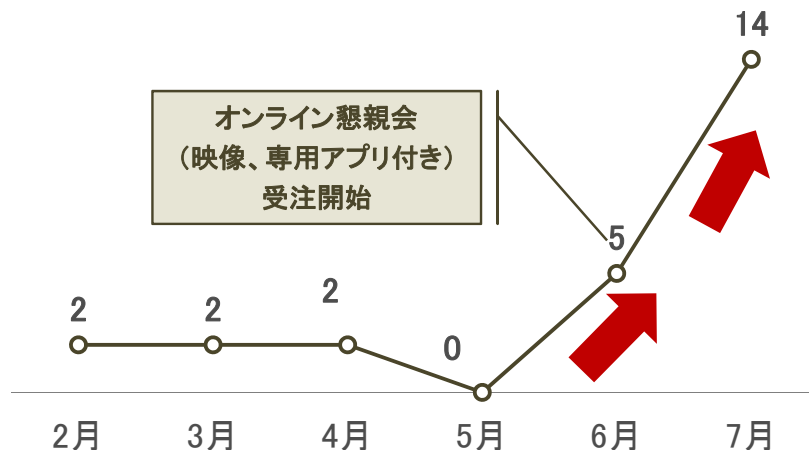 14
オンライン懇親会
（映像、専用アプリ付き）
受注開始
5
2
2
2
0
2月
3月
4月
5月
6月
7月